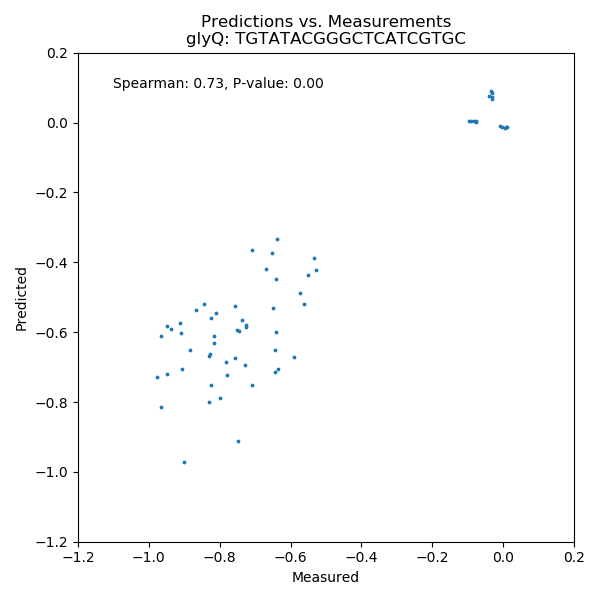 Predictions vs. Measurements
glyQ: TGTATACGGGCTCATCGTGC
Spearman: 0.73, P-value: 0.00
0.2
0.0
−0.2
−0.4
−0.6
−0.8
−1.0
−1.2
Predicted
−1.2 −1.0 −0.8 −0.6 −0.4 −0.2 0.0 0.2
Measured